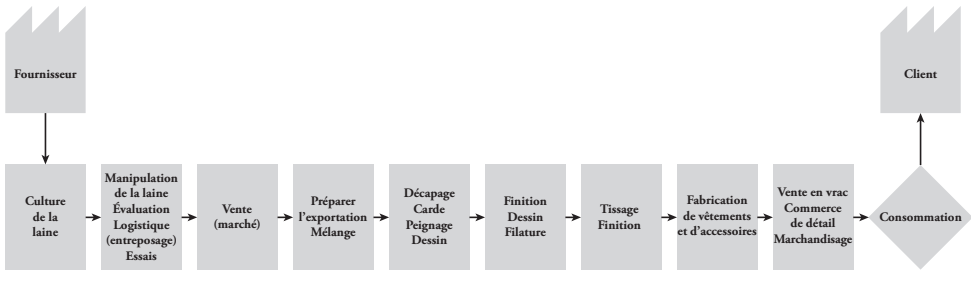 Fournisseur
Client
Culture
de la
laine
Manipulation
de la laine
Évaluation
Logistique
(entreposage)
Essais
Vente
(marché)
Préparer
l'exportation
Mélange
Décapage
Carde
Peignage
Dessin
Finition
Dessin
Filature
Tissage
Finition
Fabrication
de vêtements
et d'accessoires
Vente en vrac
Commerce
de détail
Marchandisage
Consommation